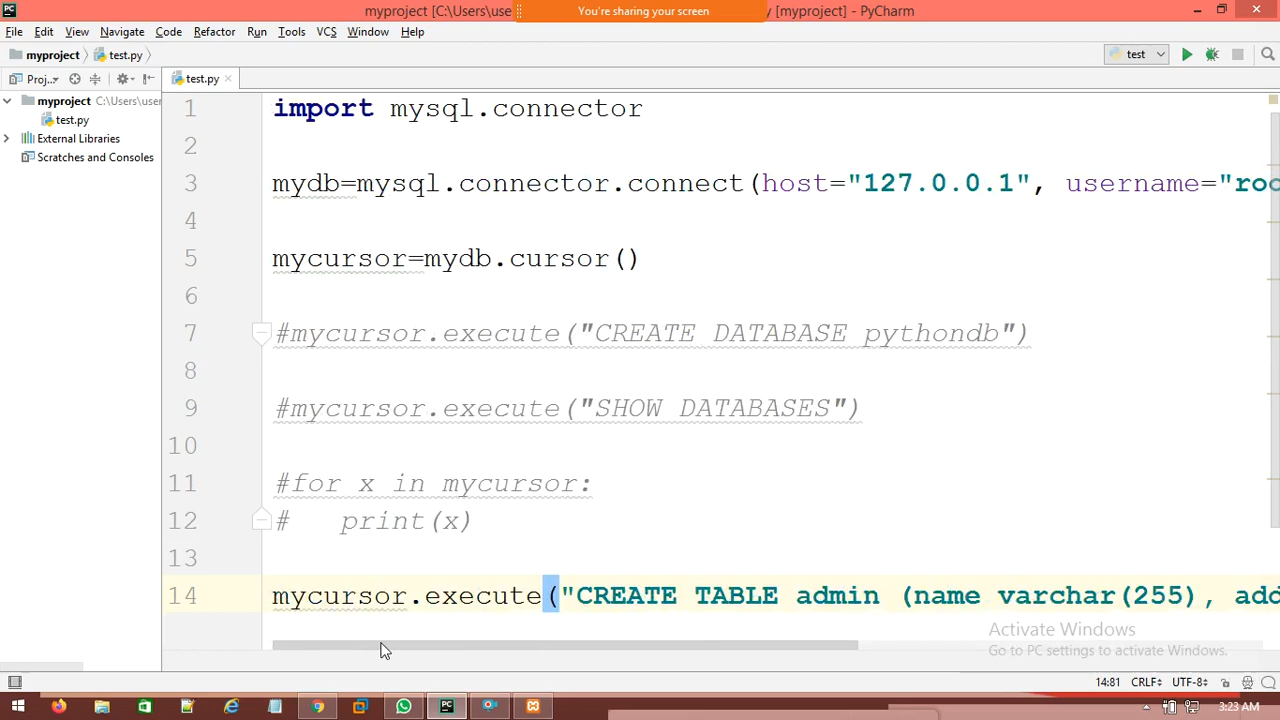 myproject [C:\Users\use
You're sharing your screen
[myproject] - PyCharm
File Edit View Navigate Code Refactor Run Tools VCS Window Help
myproject test.py
test
Proj..
test.py
myproject C:\Users\user
test.py
External Libraries
Scratches and Consoles
1 import mysql.connector
2
3 mydb=mysql.connector.connect(host="127.0.0.1", username="roo
4
5 mycursor=mydb.cursor()
6
7 #mycursor.execute("CREATE DATABASE pythondb")
8
9 #mycursor.execute("SHOW DATABASES")
10
11 #for x in mycursor:
12 # print(x)
13
14 mycursor.execute("CREATE TABLE admin (name varchar(255), add
Activate Windows
Go to PC settings to activate Windows.
14:81 CRLF UTF-8
3:23 AM